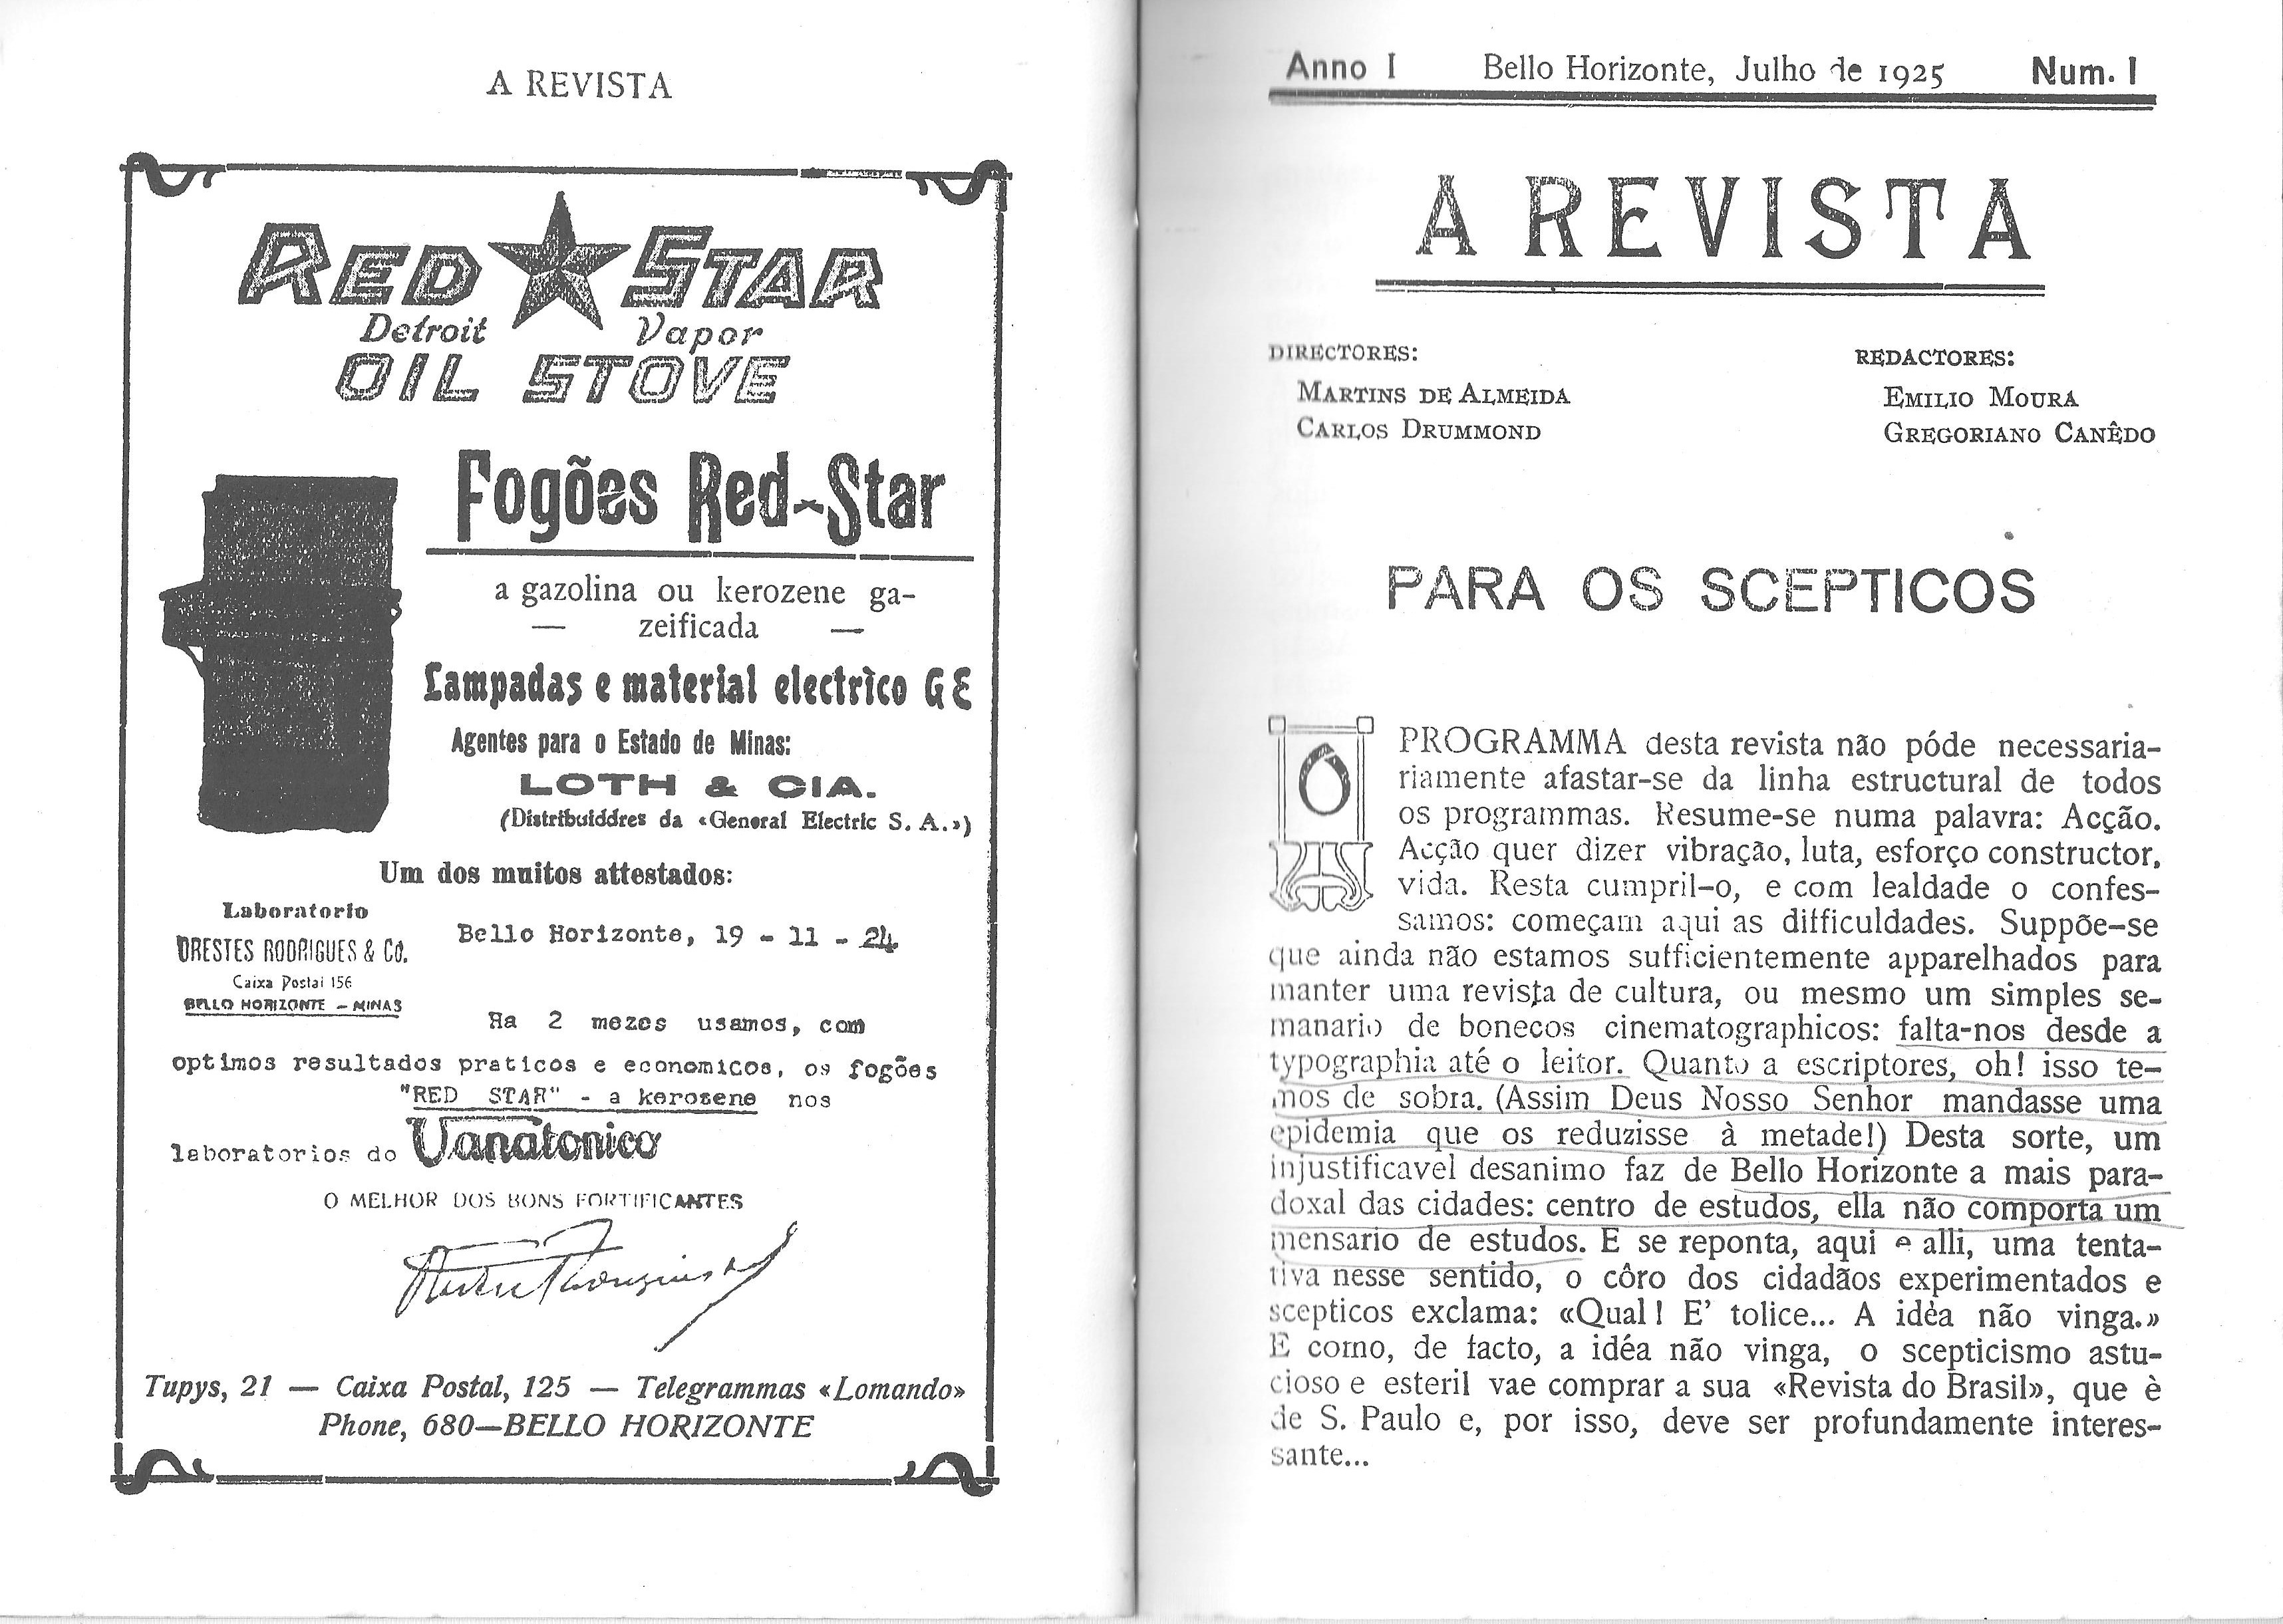 A REVISTA
RED STAR
Detroit Vapor
OIL STOVE
Fogões Red-Star
a gazolina ou kerozene ga-
— zeificada —
Lampadas e material electrico GE
Agentes para o Estado de Minas:
LOTH & CIA.
(Distribuiddres da «General Electric S. A.»)
Um dos muitos attestados:
Laboratorio
ORESTES RODRIGUES & CO.
Caixa Postal 156
BELLO HORIZONTE - MINAS
Bello Horizonte, 19 - 11 - 24
Ha 2 mezes usamos, com
optimos resultados praticos e economicos, os fogões
"RED STAR" - a kerosene nos
laboratorios do Vanatonico
O MELHOR DOS BONS FORTIFICANTES
Tupys, 21 — Caixa Postal, 125 — Telegrammas «Lomando»
Phone, 680—BELLO HORIZONTE
Anno I Bello Horizonte, Julho de 1925 Num. I
A REVISTA
DIRECTORES:
MARTINS DE ALMEIDA
CARLOS DRUMMOND
REDACTORES:
EMILIO MOURA
GREGORIANO CANÊDO
PARA OS SCEPTICOS
O PROGRAMMA desta revista não póde necessaria-
riamente afastar-se da linha estructural de todos
os programmas. Resume-se numa palavra: Acção.
Acção quer dizer vibração, luta, esforço constructor,
vida. Resta cumpril-o, e com lealdade o confes-
samos: começam aqui as difficuldades. Suppõe-se
que ainda não estamos sufficientemente apparelhados para
manter uma revista de cultura, ou mesmo um simples se-
manario de bonecos cinematographicos: falta-nos desde a
typographia até o leitor. Quanto a escriptores, oh! isso te-
mos de sobra. (Assim Deus Nosso Senhor mandasse uma
epidemia que os reduzisse à metade!) Desta sorte, um
injustificavel desanimo faz de Bello Horizonte a mais para-
doxal das cidades: centro de estudos, ella não comporta um
mensario de estudos. E se reponta, aqui e alli, uma tenta-
tiva nesse sentido, o côro dos cidadãos experimentados e
scepticos exclama: «Qual! E' tolice... A idéa não vinga.»
E como, de facto, a idéa não vinga, o scepticismo astu-
cioso e esteril vae comprar a sua «Revista do Brasil», que è
de S. Paulo e, por isso, deve ser profundamente interes-
sante...